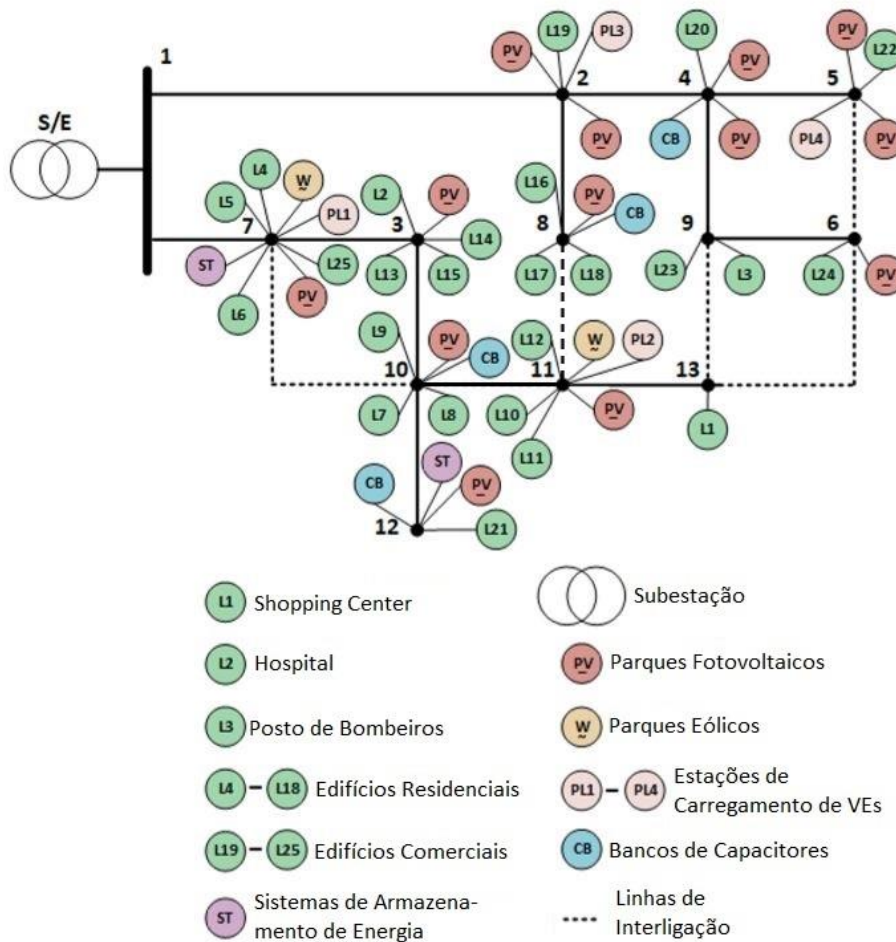 1
L19
PL3
L20
PV
L22
PV
PV
2
4
5
S/E
PV
CB
PV
PL4
PV
L4
W
L16
PV
L5
PL1
L2
PV
CB
7
3
L14
8
9
6
ST
L25
L13
L15
L17
L18
L23
L3
L24
PV
L6
PV
L9
PV
CB
L12
W
PL2
10
11
13
L7
L8
L10
PV
L1
L11
ST
CB
PV
12
L21
L1 Shopping Center
Subestação
L2 Hospital
PV Parques Fotovoltaicos
L3 Posto de Bombeiros
W Parques Eólicos
L4 – L18 Edifícios Residenciais
PL1 – PL4 Estações de
Carregamento de VEs
L19 – L25 Edifícios Comerciais
CB Bancos de Capacitores
ST Sistemas de Armazena-
mento de Energia
Linhas de
Interligação